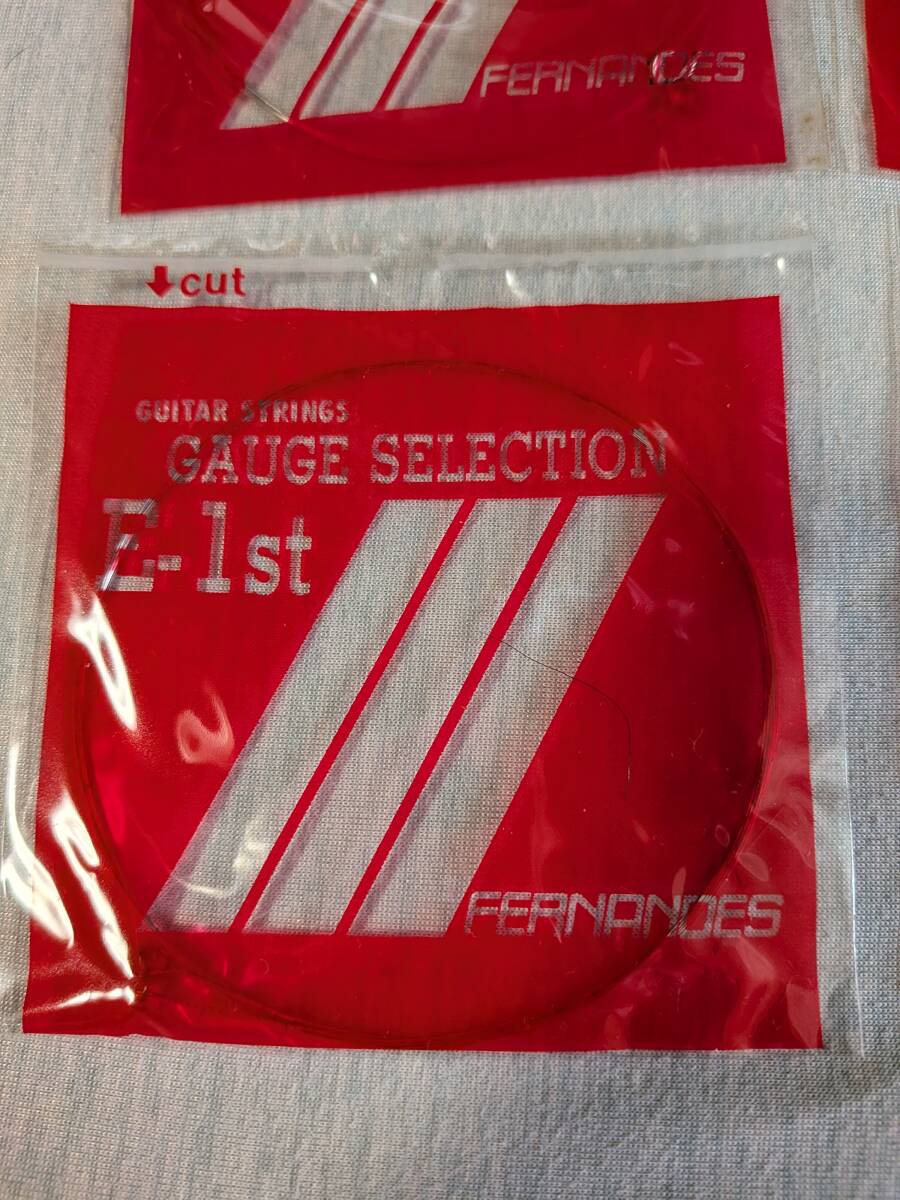 FERNANDES
cut
GUITAR STRINGS
GAUGE SELECTION
E-1st
FERNANDES